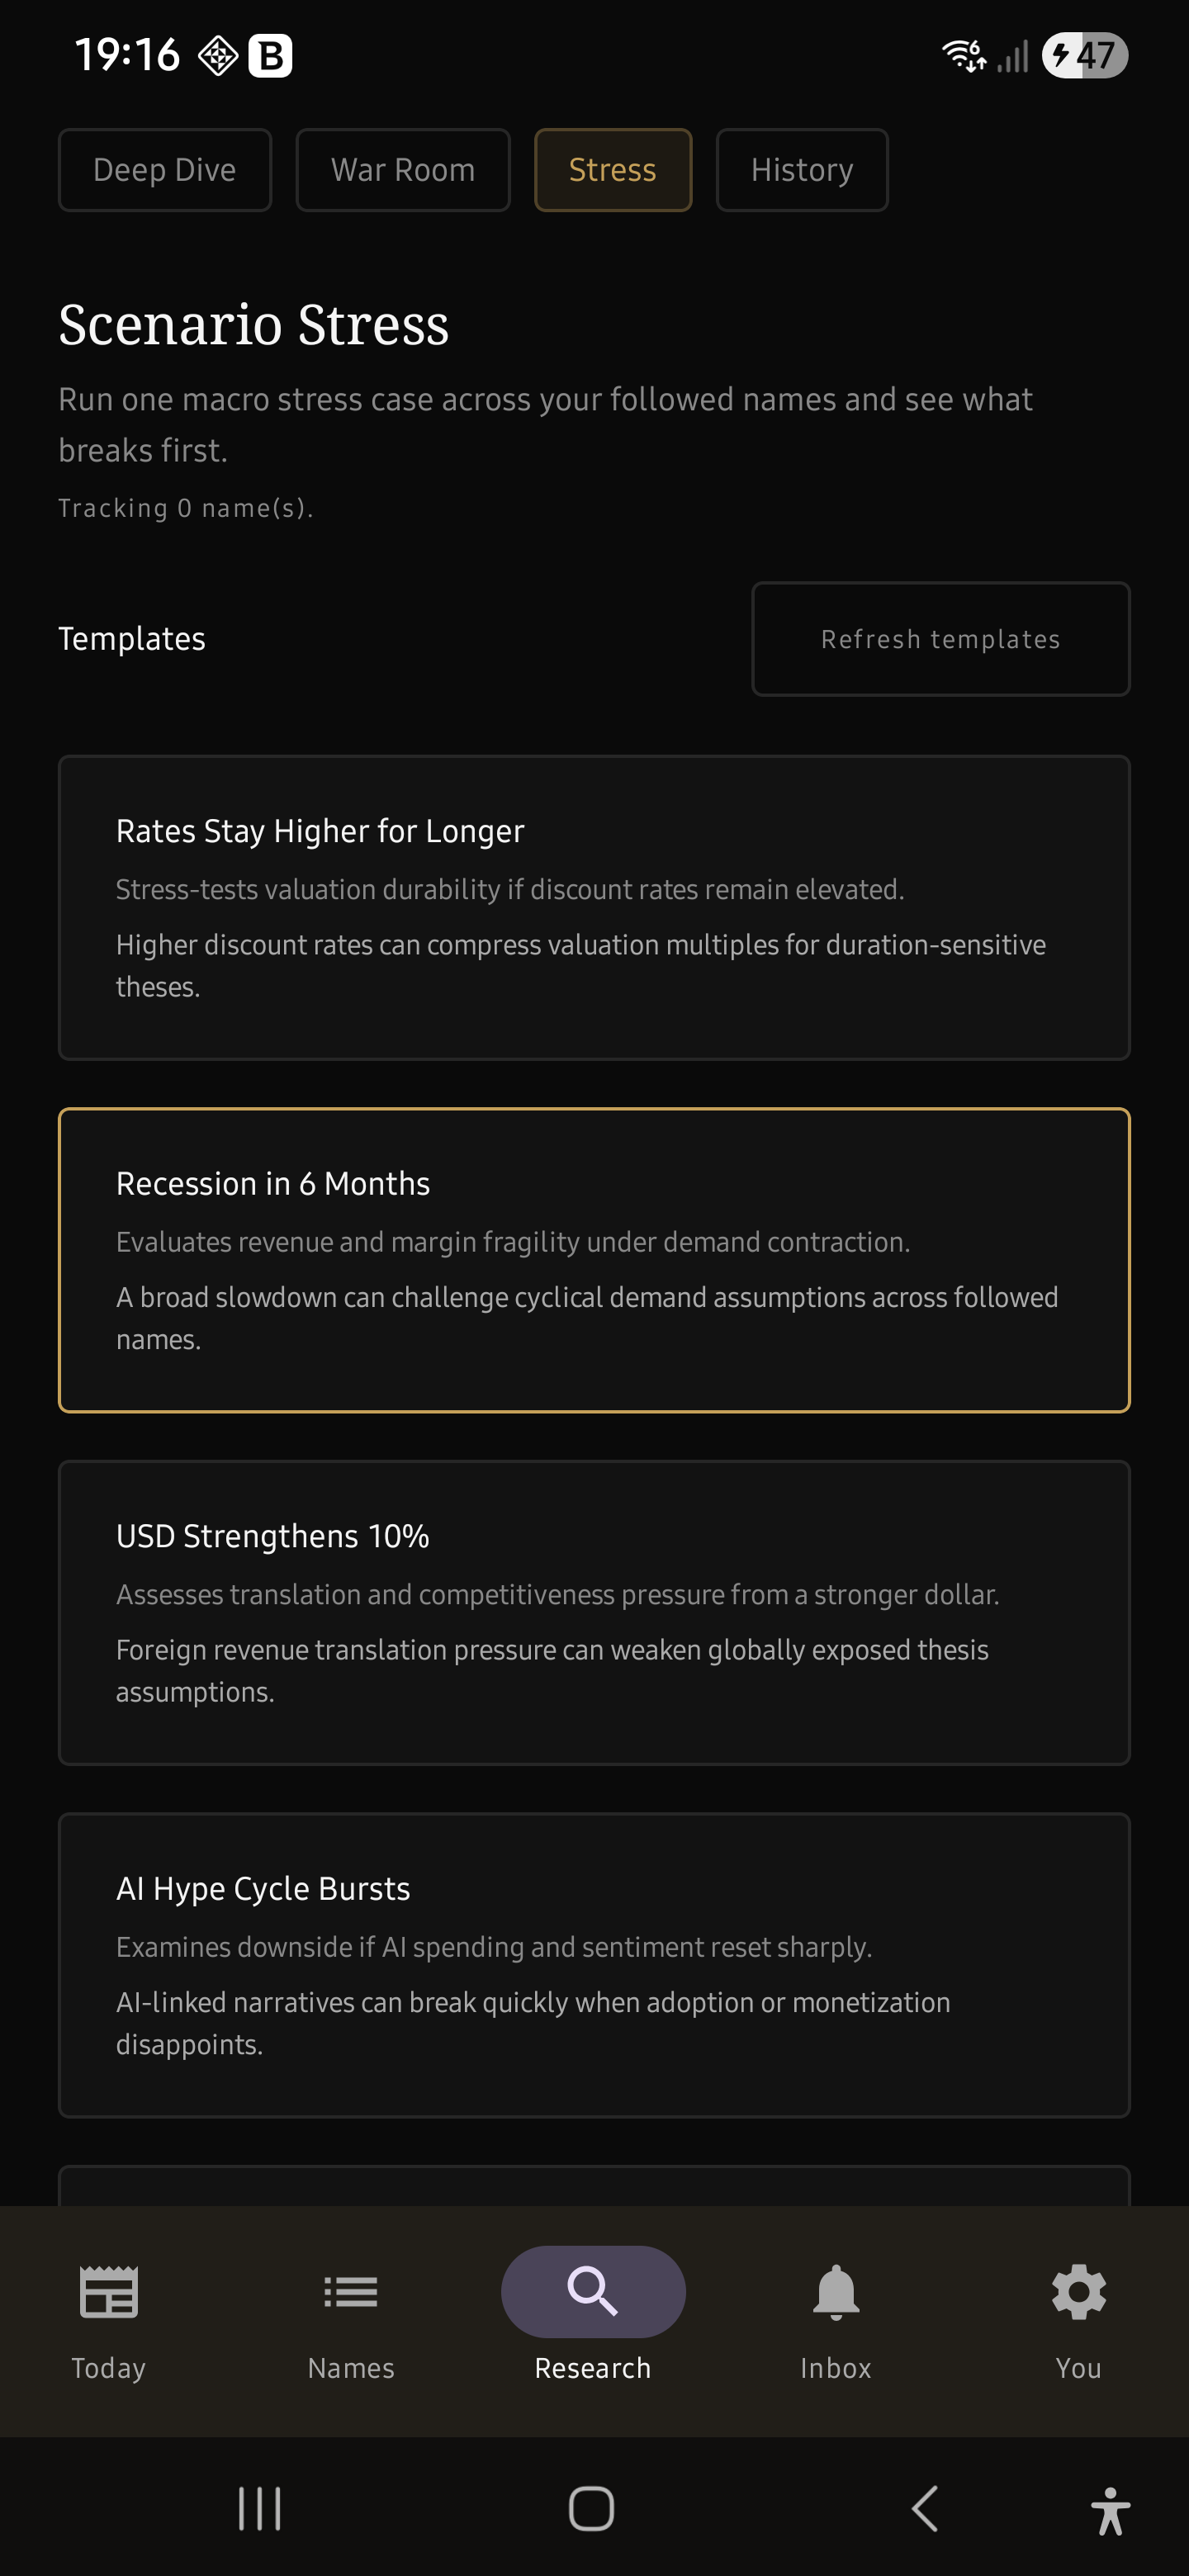 19:16
B
6
47
Deep Dive
War Room
Stress
History
Scenario Stress
Run one macro stress case across your followed names and see what
breaks first.
Tracking 0 name(s).
Templates
Refresh templates
Rates Stay Higher for Longer
Stress-tests valuation durability if discount rates remain elevated.
Higher discount rates can compress valuation multiples for duration-sensitive
theses.
Recession in 6 Months
Evaluates revenue and margin fragility under demand contraction.
A broad slowdown can challenge cyclical demand assumptions across followed
names.
USD Strengthens 10%
Assesses translation and competitiveness pressure from a stronger dollar.
Foreign revenue translation pressure can weaken globally exposed thesis
assumptions.
AI Hype Cycle Bursts
Examines downside if AI spending and sentiment reset sharply.
AI-linked narratives can break quickly when adoption or monetization
disappoints.
Today
Names
Research
Inbox
You